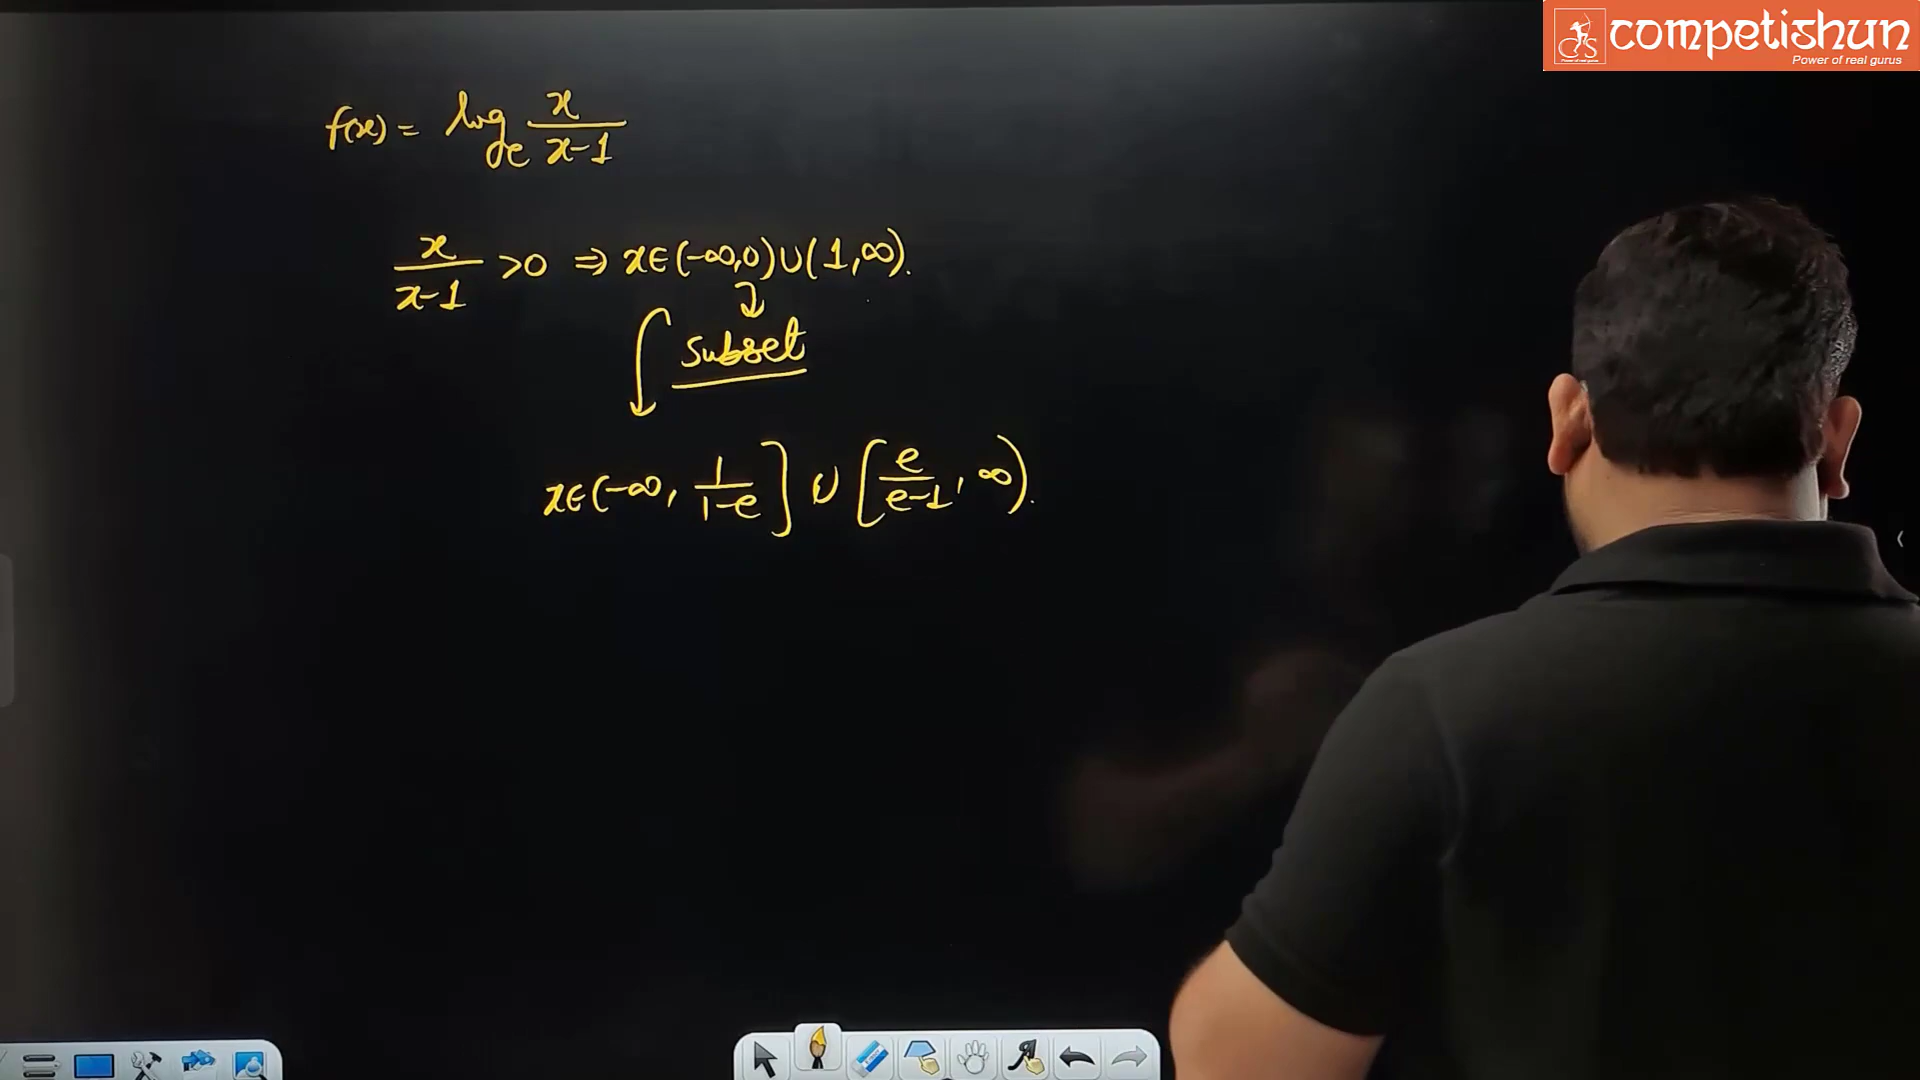 competishun
Power of real gurus
f(x) = log_e x/(x-1)
x/(x-1) >0 ⇒ x∈(-∞,0)∪(1,∞).
subset
x∈(-∞, 1/(1-e)] ∪ [e/(e-1), ∞).